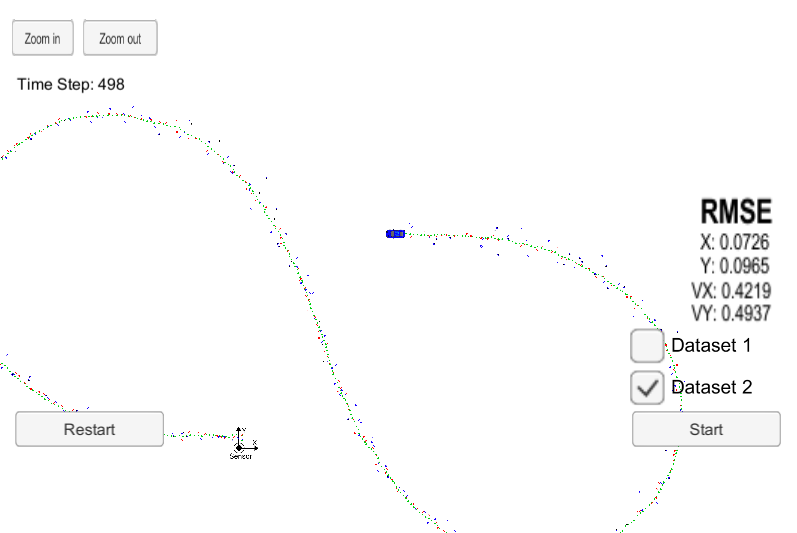 Zoom in
Zoom out
Time Step: 498
RMSE
X: 0.0726
Y: 0.0965
VX: 0.4219
VY: 0.4937
Dataset 1
Dataset 2
Restart
Start
Y
X
Sensor